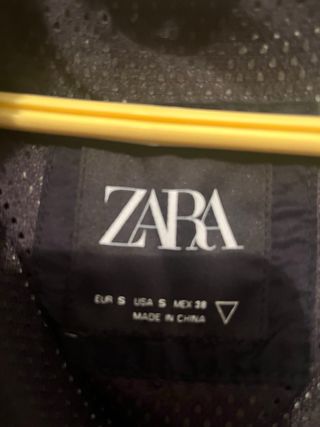 ZARA
EUR S USA S MEX 38
MADE IN CHINA